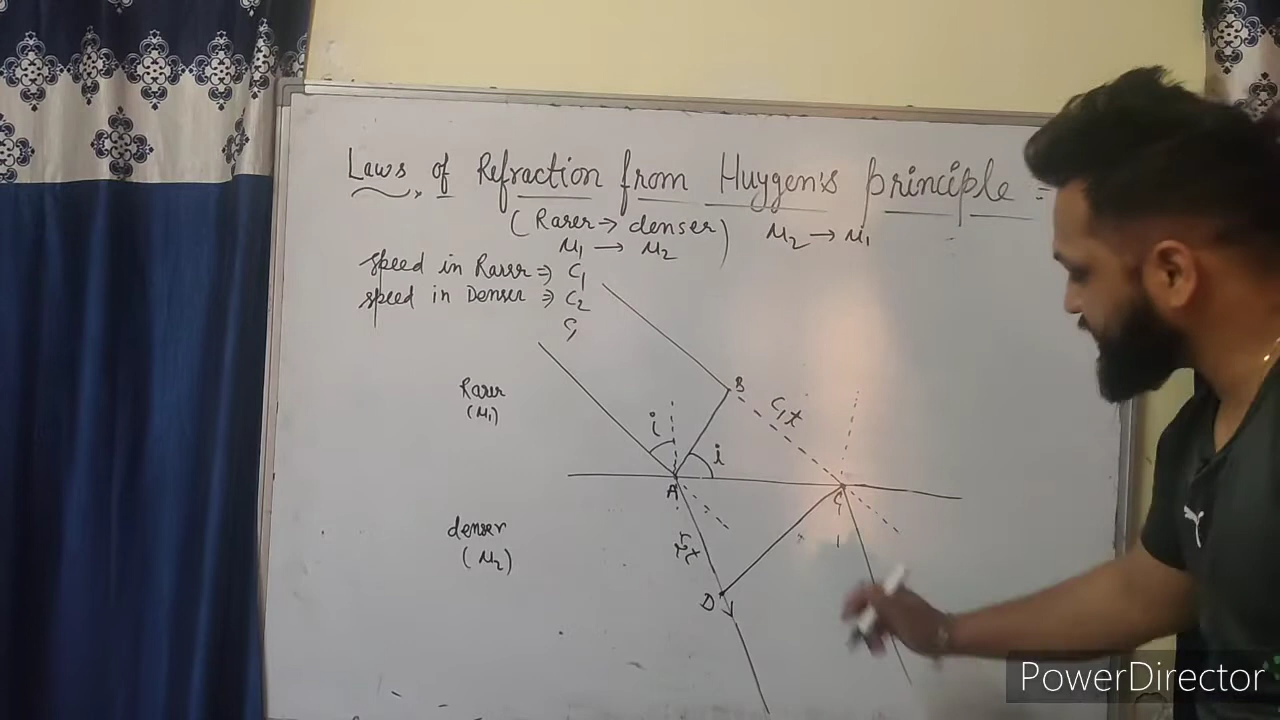 Laws of Refraction from Huygen's principle =
(Rarer → denser) μ2 → μ1
μ1 → μ2
speed in Rarer ⇒ C1
speed in Denser ⇒ C2
C1
B
Rarer
(μ1)
C1t
i
i
A
C
denser
(μ2)
C2t
D
PowerDirector